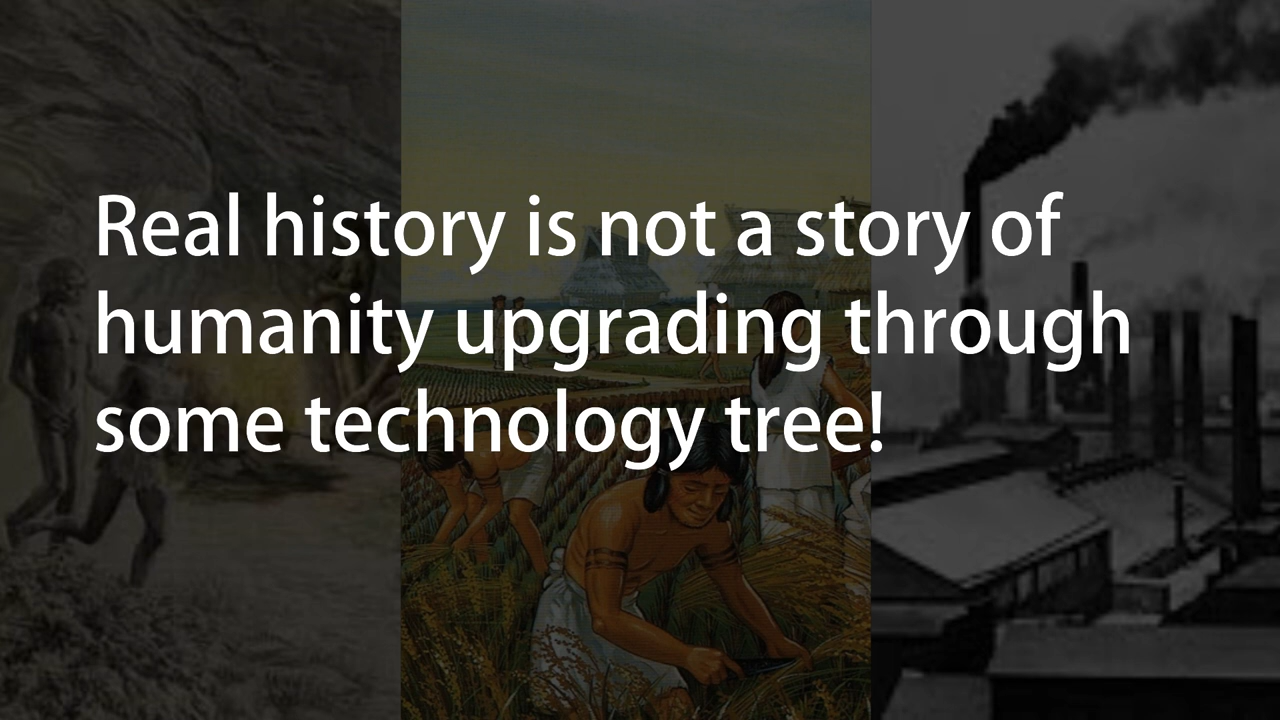 Real history is not a story of
humanity upgrading through
some technology tree!